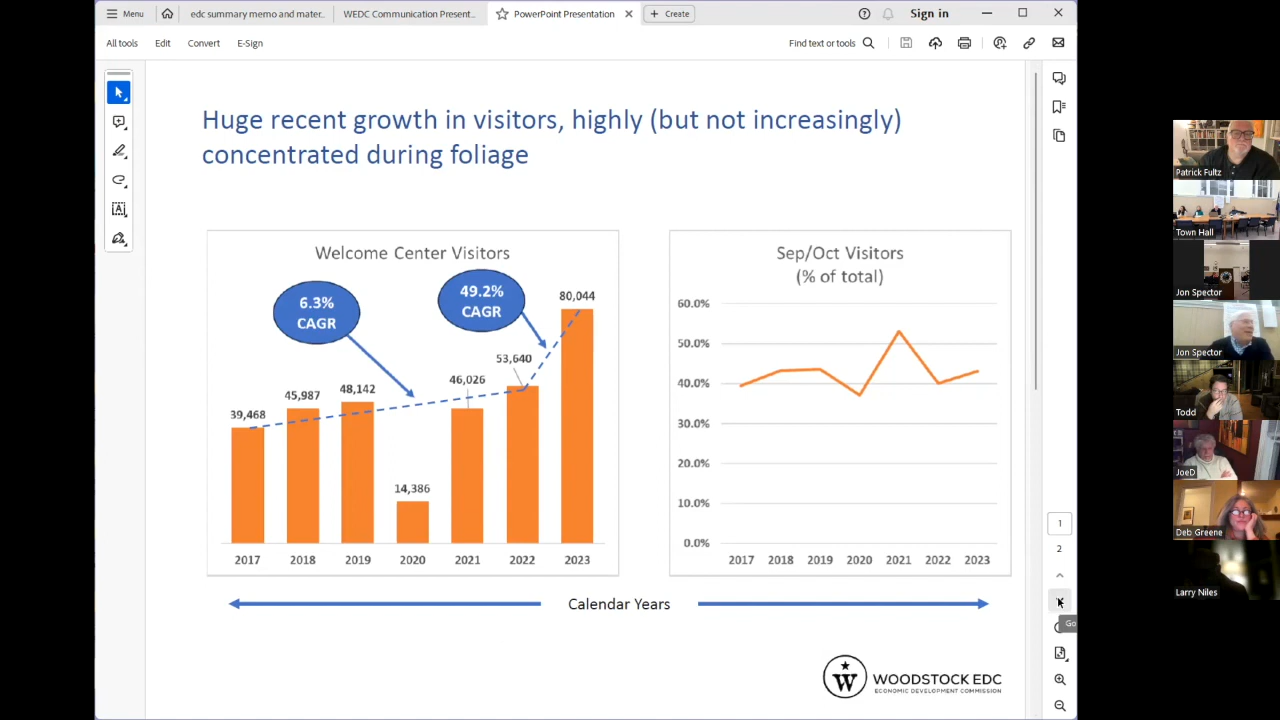 Menu
edc summary memo and mater...
WEDC Communication Present...
PowerPoint Presentation
Create
Sign in
All tools
Edit
Convert
E-Sign
Find text or tools
Huge recent growth in visitors, highly (but not increasingly)
concentrated during foliage
Welcome Center Visitors
6.3%
CAGR
49.2%
CAGR
39,468
45,987
48,142
14,386
46,026
53,640
80,044
2017 2018 2019 2020 2021 2022 2023
Sep/Oct Visitors
(% of total)
60.0%
50.0%
40.0%
30.0%
20.0%
10.0%
0.0%
2017 2018 2019 2020 2021 2022 2023
Calendar Years
W
WOODSTOCK EDC
ECONOMIC DEVELOPMENT COMMISSION
1
2
Go
Patrick Fultz
Town Hall
Jon Spector
Jon Spector
Todd
JoeD
Deb Greene
Larry Niles